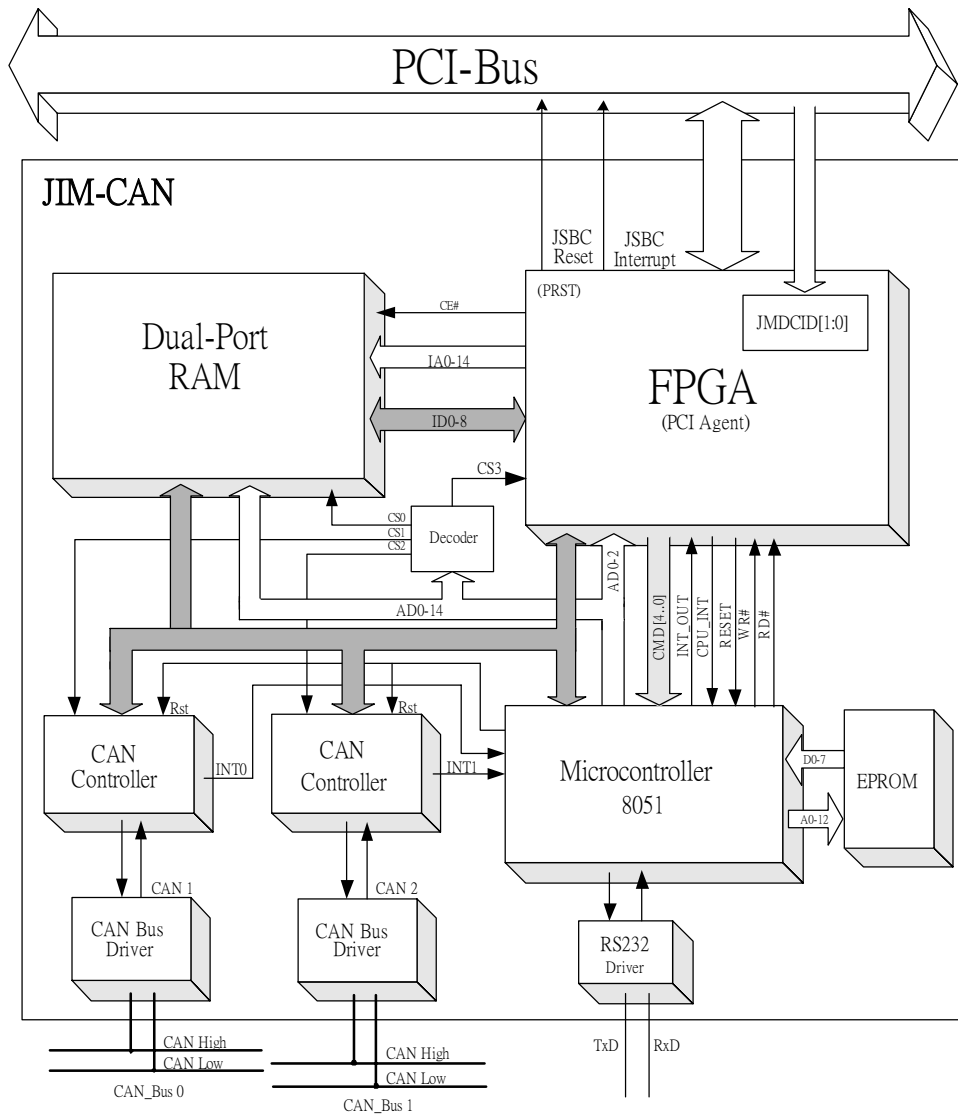 PCI-Bus
JIM-CAN
JSBC
Reset
JSBC
Interrupt
(PRST)
JMDCID[1:0]
CE#
Dual-Port
RAM
IA0-14
FPGA
(PCI Agent)
ID0-8
CS3
CS0
CS1
CS2
Decoder
AD0-14
AD0-2
CMD[4..0]
INT_OUT
CPU_INT
RESET
WR#
RD#
Rst
Rst
CAN
Controller
INT0
CAN
Controller
INT1
Microcontroller
8051
D0-7
A0-12
EPROM
CAN 1
CAN 2
CAN Bus
Driver
CAN Bus
Driver
RS232
Driver
CAN High
CAN Low
CAN_Bus 0
CAN High
CAN Low
CAN_Bus 1
TxD
RxD